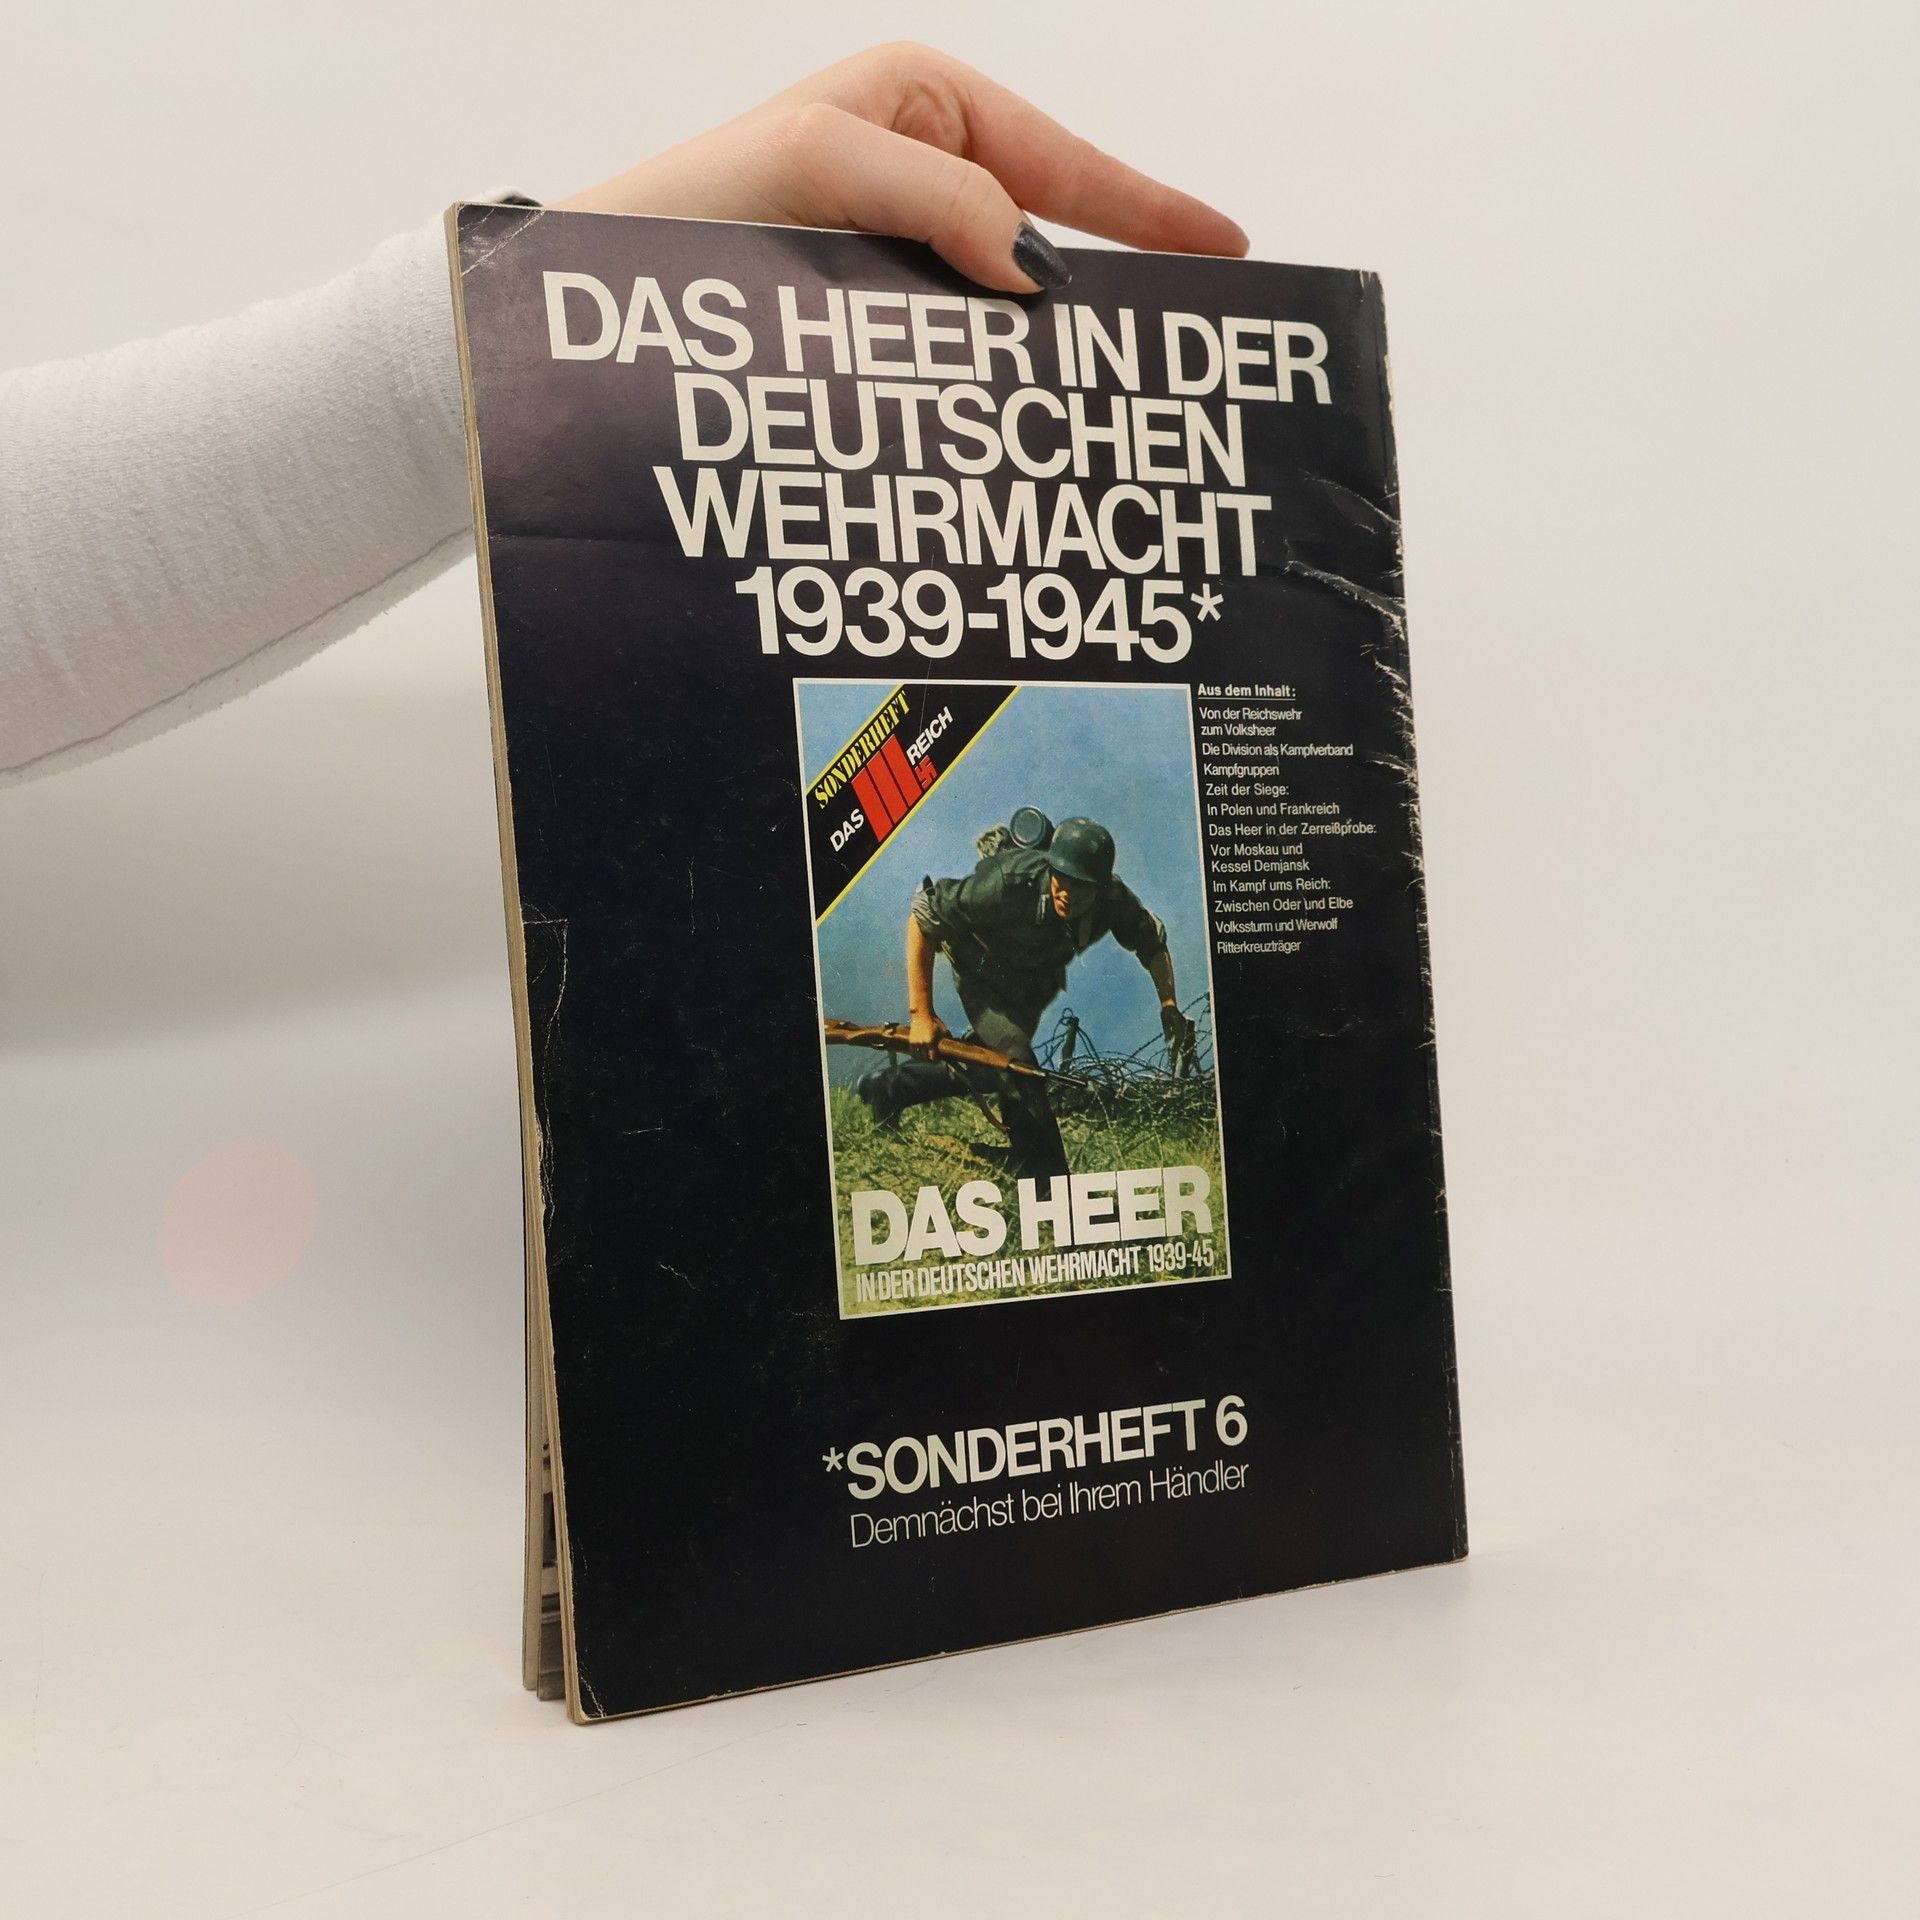 DAS HEER IN DER
DEUTSCHEN
WEHRMACHT
1939-1945*
SONDERHEFT
DAS III REICH
Aus dem Inhalt:
Von der Reichswehr
zum Volksheer
Die Division als Kampfverband
Kampfgruppen
Zeit der Siege:
In Polen und Frankreich
Das Heer in der Zerreißprobe:
Vor Moskau und
Kessel Demjansk
Im Kampf ums Reich:
Zwischen Oder und Elbe
Volkssturm und Werwolf
Ritterkreuzträger
DAS HEER
IN DER DEUTSCHEN WEHRMACHT 1939-45
*SONDERHEFT 6
Demnächst bei Ihrem Händler